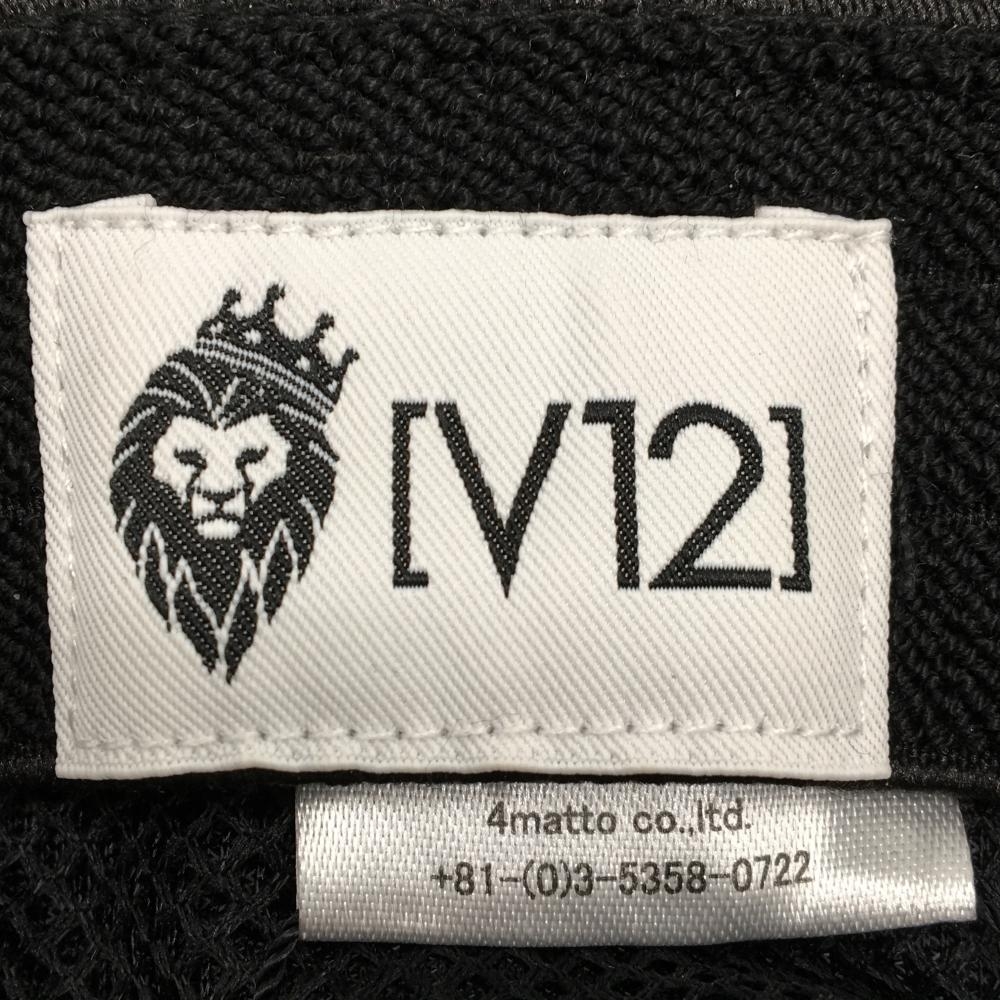 [V12]
4matto co.,ltd.
+81-(0)3-5358-0722